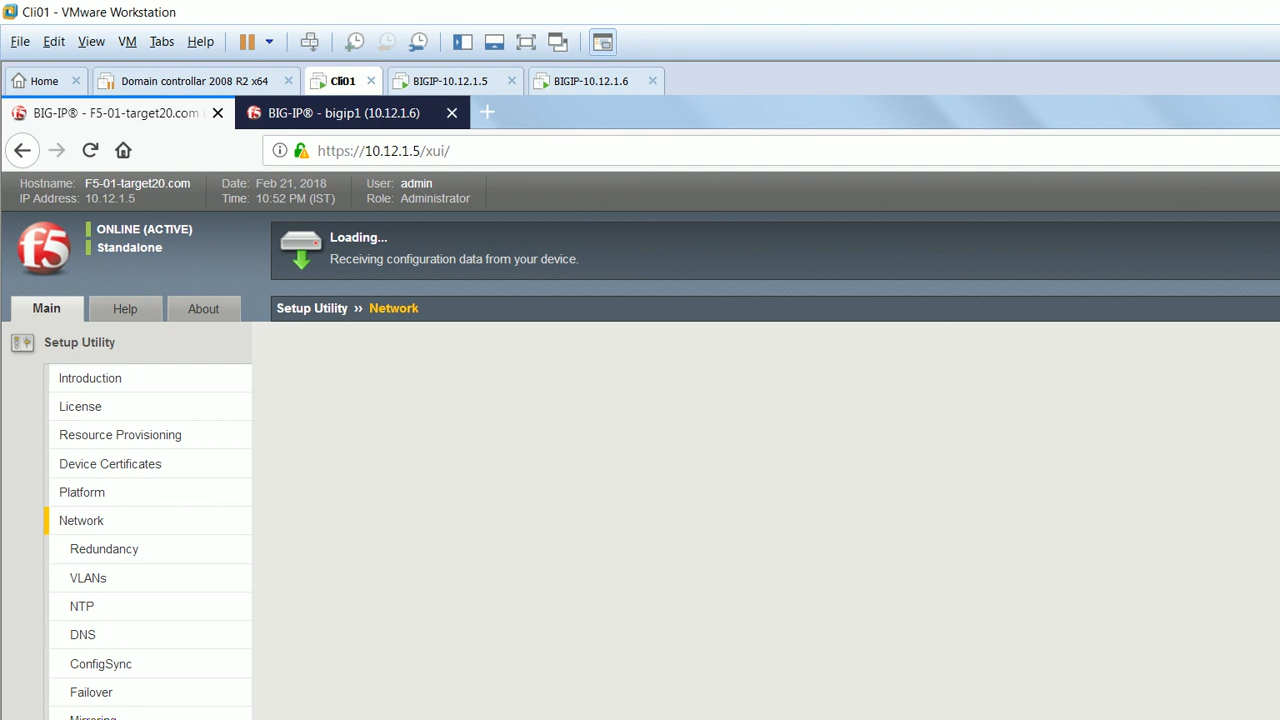 Cli01 - VMware Workstation
File Edit View VM Tabs Help
Home Domain controllar 2008 R2 x64 Cli01 BIGIP-10.12.1.5 BIGIP-10.12.1.6
BIG-IP® - F5-01-target20.com BIG-IP® - bigip1 (10.12.1.6)
https://10.12.1.5/xui/
Hostname: F5-01-target20.com Date: Feb 21, 2018 User: admin
IP Address: 10.12.1.5 Time: 10:52 PM (IST) Role: Administrator
f5
ONLINE (ACTIVE)
Standalone
Loading...
Receiving configuration data from your device.
Main Help About
Setup Utility ›› Network
Setup Utility
Introduction
License
Resource Provisioning
Device Certificates
Platform
Network
Redundancy
VLANs
NTP
DNS
ConfigSync
Failover
Mirroring